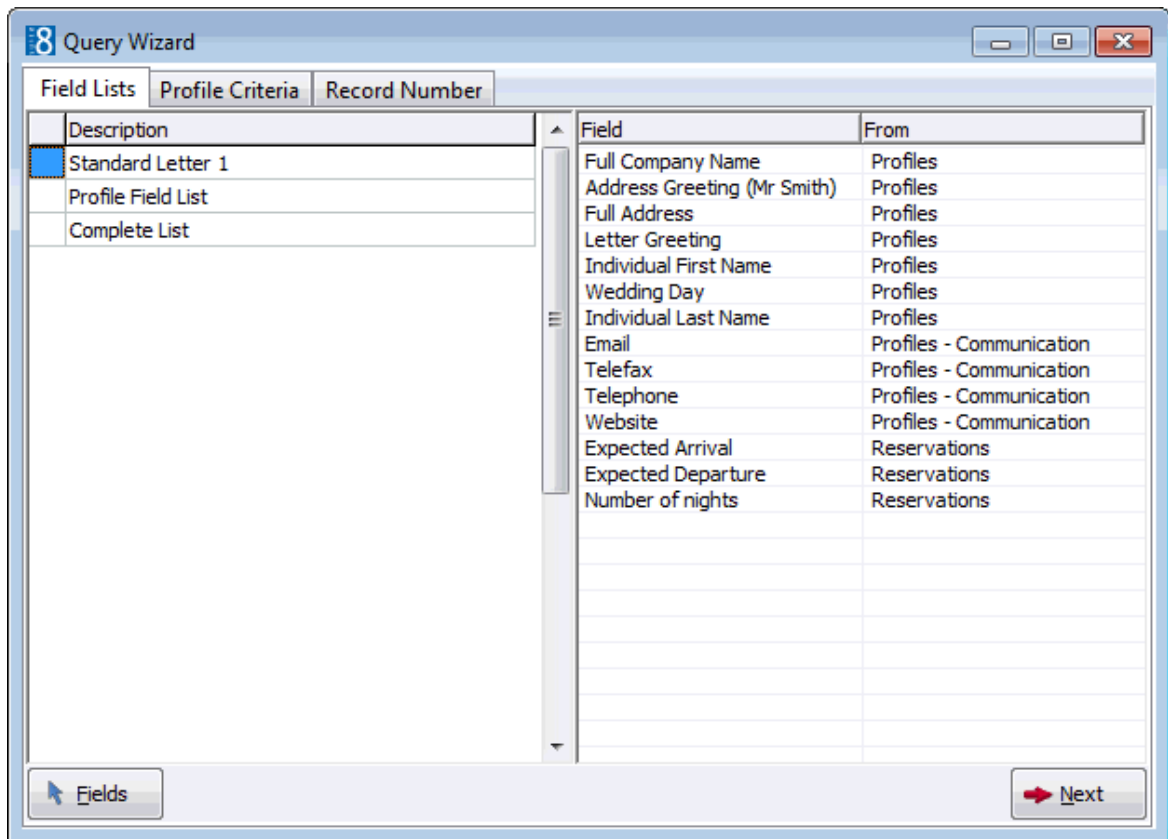 8 Query Wizard
Field Lists Profile Criteria Record Number
Description
Standard Letter 1
Profile Field List
Complete List
Field From
Full Company Name Profiles
Address Greeting (Mr Smith) Profiles
Full Address Profiles
Letter Greeting Profiles
Individual First Name Profiles
Wedding Day Profiles
Individual Last Name Profiles
Email Profiles - Communication
Telefax Profiles - Communication
Telephone Profiles - Communication
Website Profiles - Communication
Expected Arrival Reservations
Expected Departure Reservations
Number of nights Reservations
Fields Next